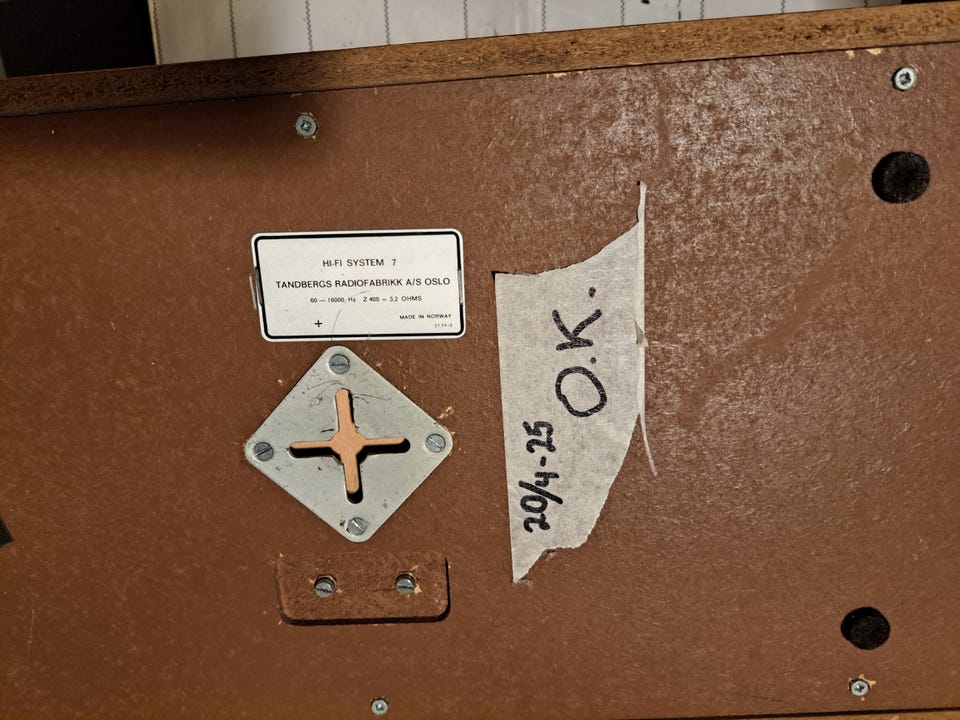 HI-FI SYSTEM 7
TANDBERGS RADIOFABRIKK A/S OSLO
60 — 16000 Hz Z 400 = 3,2 OHMS
+ MADE IN NORWAY
O.K.
20/4-25